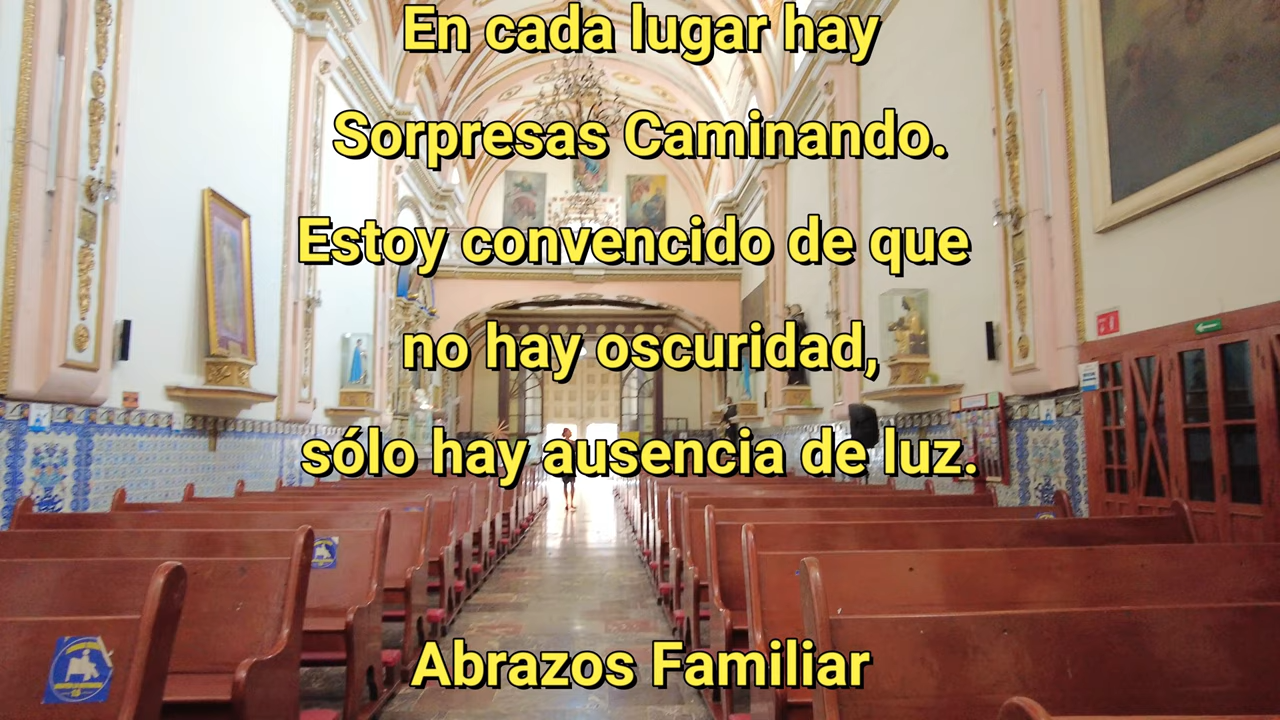 En cada lugar hay
Sorpresas Caminando.
Estoy convencido de que
no hay oscuridad,
sólo hay ausencia de luz.
Abrazos Familiar